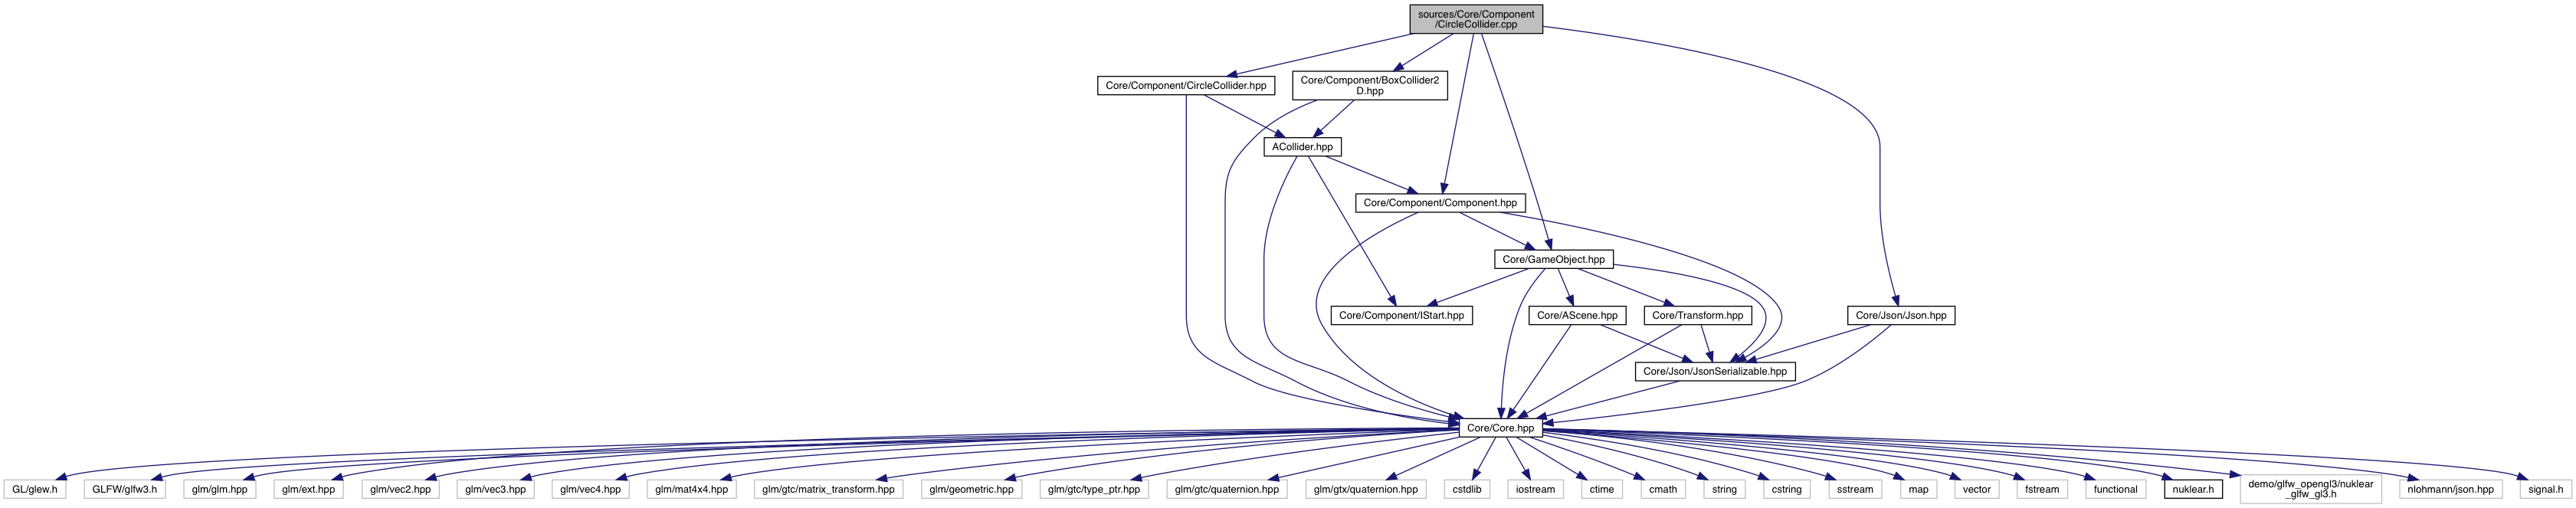 sources/Core/Component
/CircleCollider.cpp
Core/Component/CircleCollider.hpp
Core/Component/BoxCollider2
D.hpp
ACollider.hpp
Core/Component/Component.hpp
Core/GameObject.hpp
Core/Component/IStart.hpp
Core/AScene.hpp
Core/Transform.hpp
Core/Json/Json.hpp
Core/Json/JsonSerializable.hpp
Core/Core.hpp
GL/glew.h
GLFW/glfw3.h
glm/glm.hpp
glm/ext.hpp
glm/vec2.hpp
glm/vec3.hpp
glm/vec4.hpp
glm/mat4x4.hpp
glm/gtc/matrix_transform.hpp
glm/geometric.hpp
glm/gtc/type_ptr.hpp
glm/gtc/quaternion.hpp
glm/gtx/quaternion.hpp
cstdlib
iostream
ctime
cmath
string
cstring
sstream
map
vector
fstream
functional
nuklear.h
demo/glfw_opengl3/nuklear
_glfw_gl3.h
nlohmann/json.hpp
signal.h